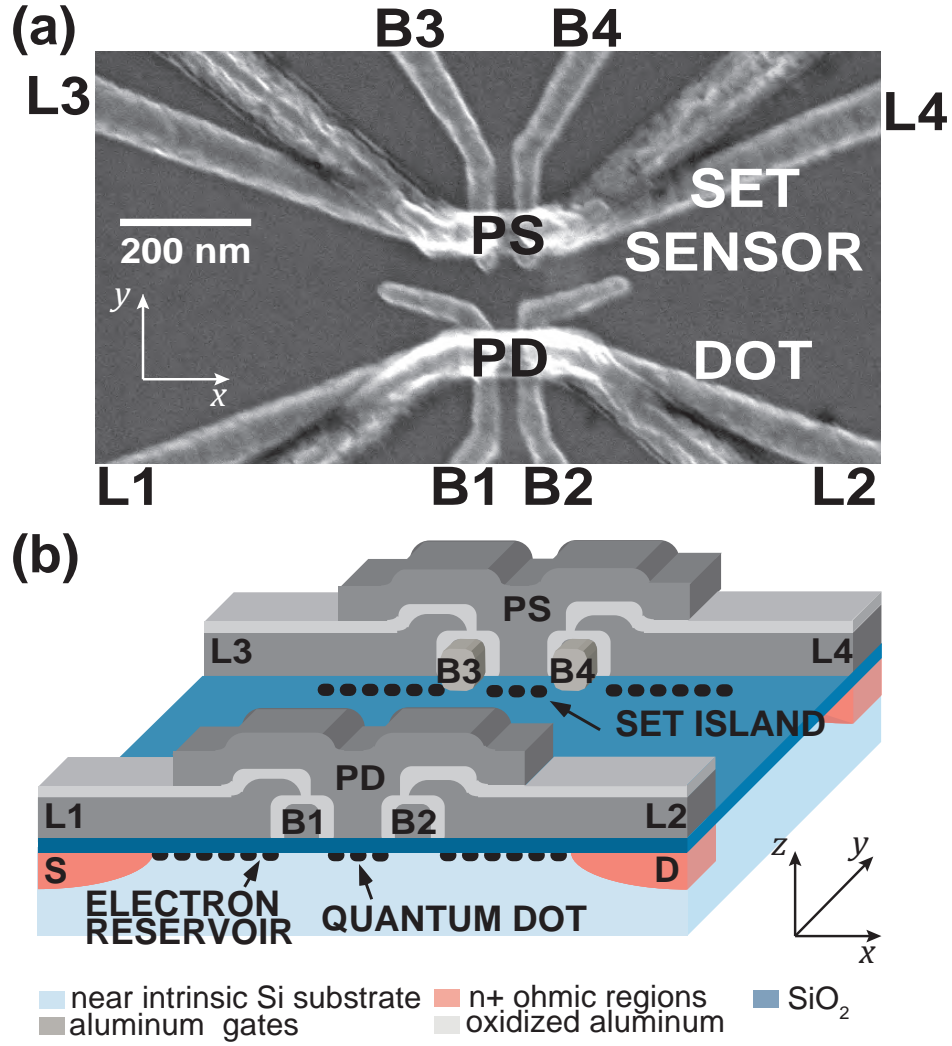 (a)
B3 B4
L3 L4
SET
PS SENSOR
200 nm
y
PD DOT
x
L1 B1 B2 L2
(b)
PS
L3 B3 B4 L4
SET ISLAND
PD
L1 B1 B2 L2
S D
ELECTRON
RESERVOIR QUANTUM DOT
z y
x
near intrinsic Si substrate n+ ohmic regions SiO₂
aluminum gates oxidized aluminum